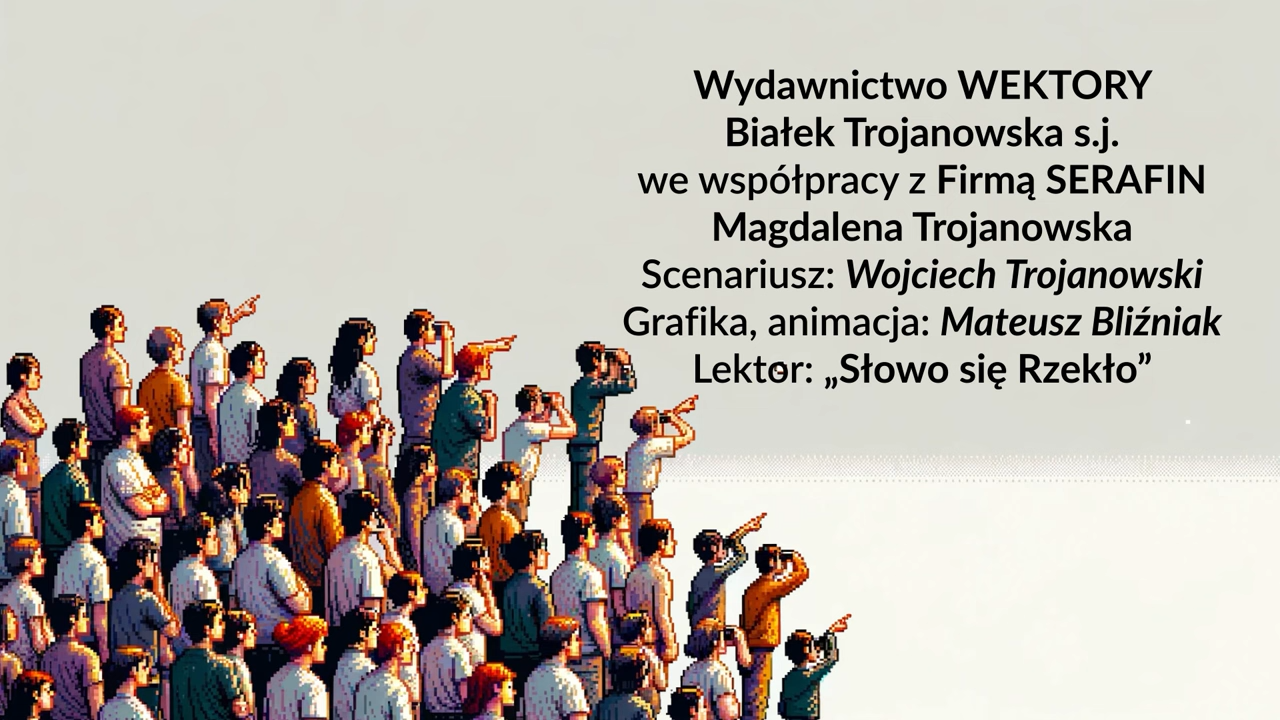 Wydawnictwo WEKTORY
Białek Trojanowska s.j.
we współpracy z Firmą SERAFIN
Magdalena Trojanowska
Scenariusz: Wojciech Trojanowski
Grafika, animacja: Mateusz Bliźniak
Lektor: „Słowo się Rzekło”